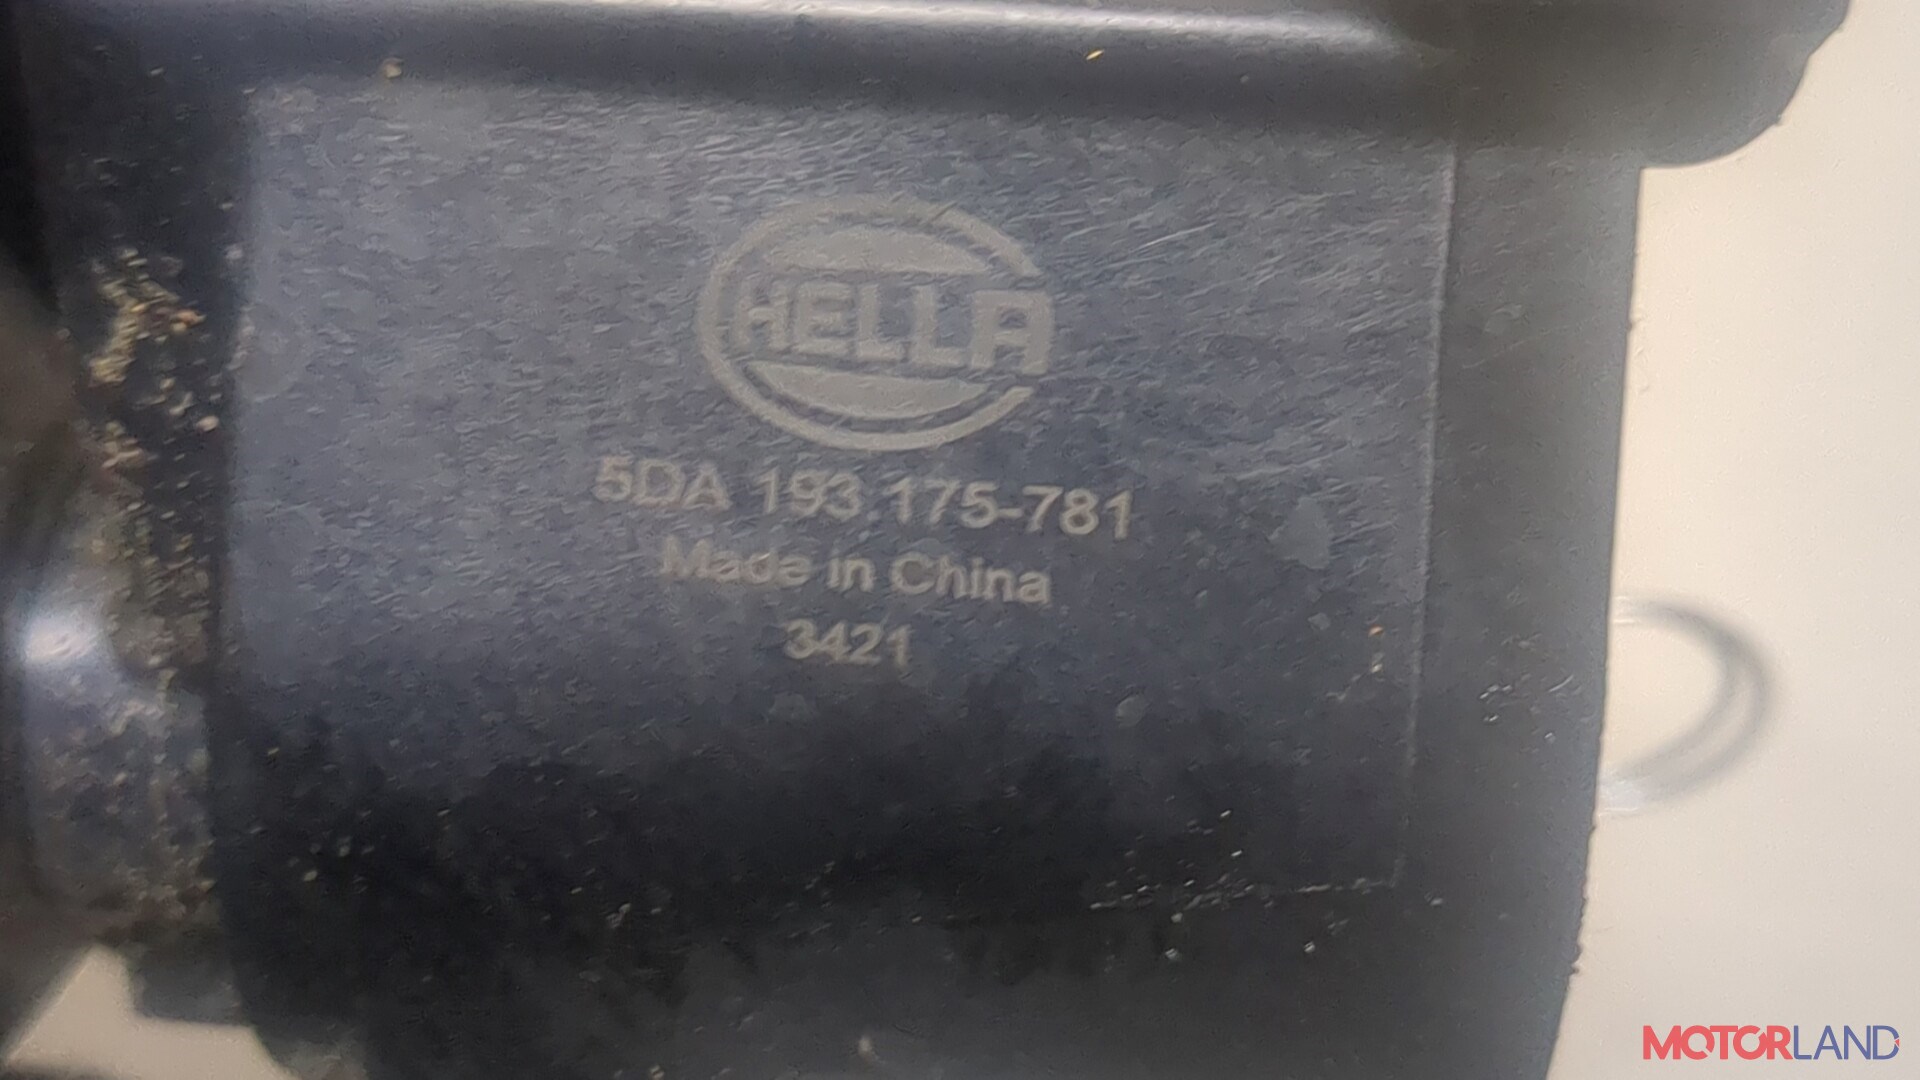 HELLA
5DA 193.175-781
Made in China
3421
MOTORLAND